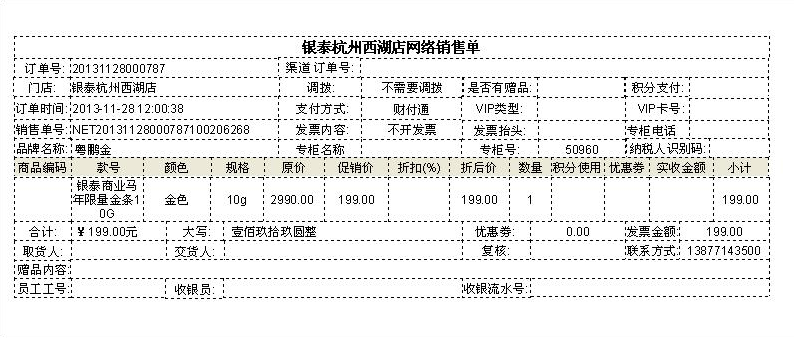 银泰杭州西湖店网络销售单
订单号: 20131128000787 渠道订单号:
门店: 银泰杭州西湖店 调拨: 不需要调拨 是否有赠品: 积分支付:
订单时间: 2013-11-28 12:00:38 支付方式: 财付通 VIP类型: VIP卡号:
销售单号: NET20131128000787100206268 发票内容: 不开发票 发票抬头: 专柜电话
品牌名称: 粤鹏金 专柜名称 专柜号: 50960 纳税人识别码:
商品编码 款号 颜色 规格 原价 促销价 折扣(%) 折后价 数量 积分使用 优惠券 实收金额 小计
银泰商业马
年限量金条1 金色 10g 2990.00 199.00 199.00 1 199.00
0G
合计: ¥ 199.00元 大写: 壹佰玖拾玖圆整 优惠券: 0.00 发票金额: 199.00
取货人: 交货人: 复核: 联系方式: 13877143500
赠品内容:
员工工号: 收银员: 收银流水号: